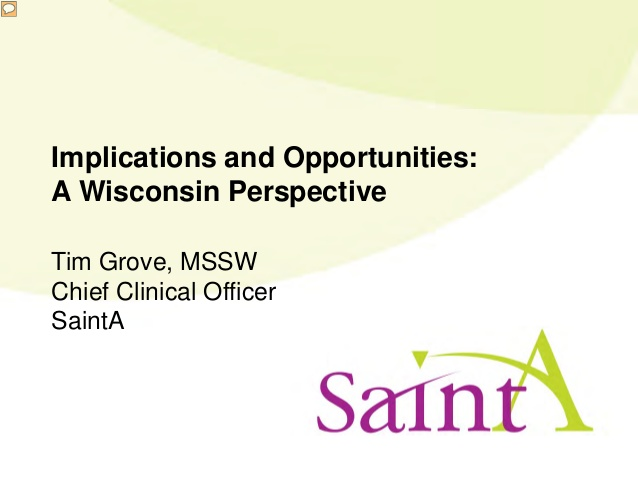 Implications and Opportunities:
A Wisconsin Perspective
Tim Grove, MSSW
Chief Clinical Officer
SaintA
SaintA